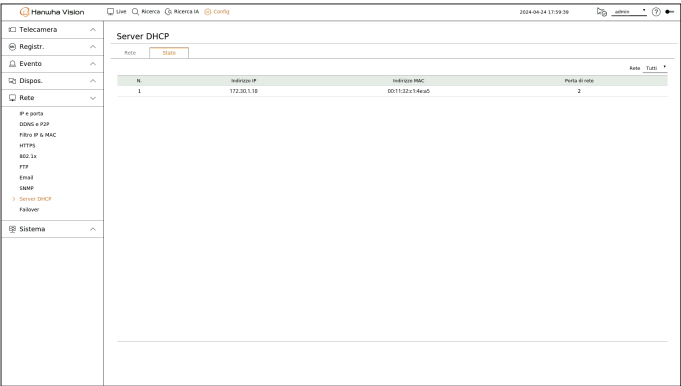 Hanwha Vision Live Ricerca Ricerca IA Config 2024-04-24 17:59:39 admin ?
Telecamera
Registr.
Evento
Dispos.
Rete
IP e porta
DDNS e P2P
Filtro IP & MAC
HTTPS
802.1x
FTP
Email
SNMP
Server DHCP
Failover
Sistema
Server DHCP
Rete Stato
Rete Tutti
N. Indirizzo IP Indirizzo MAC Porta di rete
1 172.30.1.18 00:11:32:c1:4e:a5 2